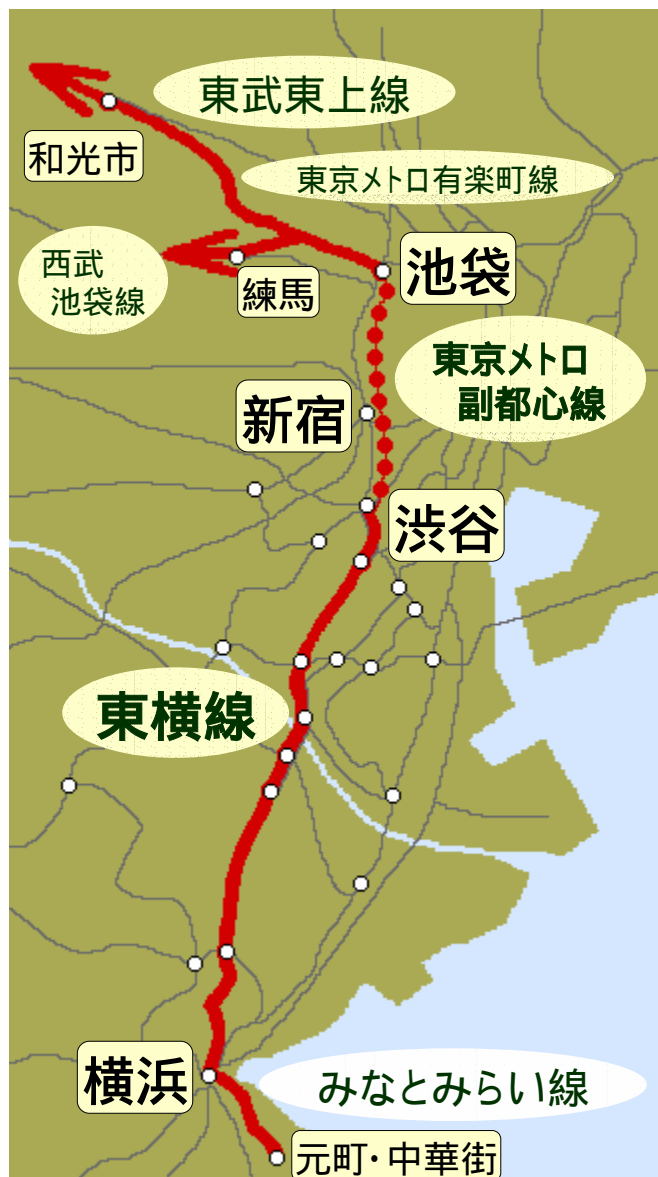 東武東上線
和光市
東京メトロ有楽町線
西武
池袋線
練馬
池袋
東京メトロ
副都心線
新宿
渋谷
東横線
横浜
みなとみらい線
元町・中華街